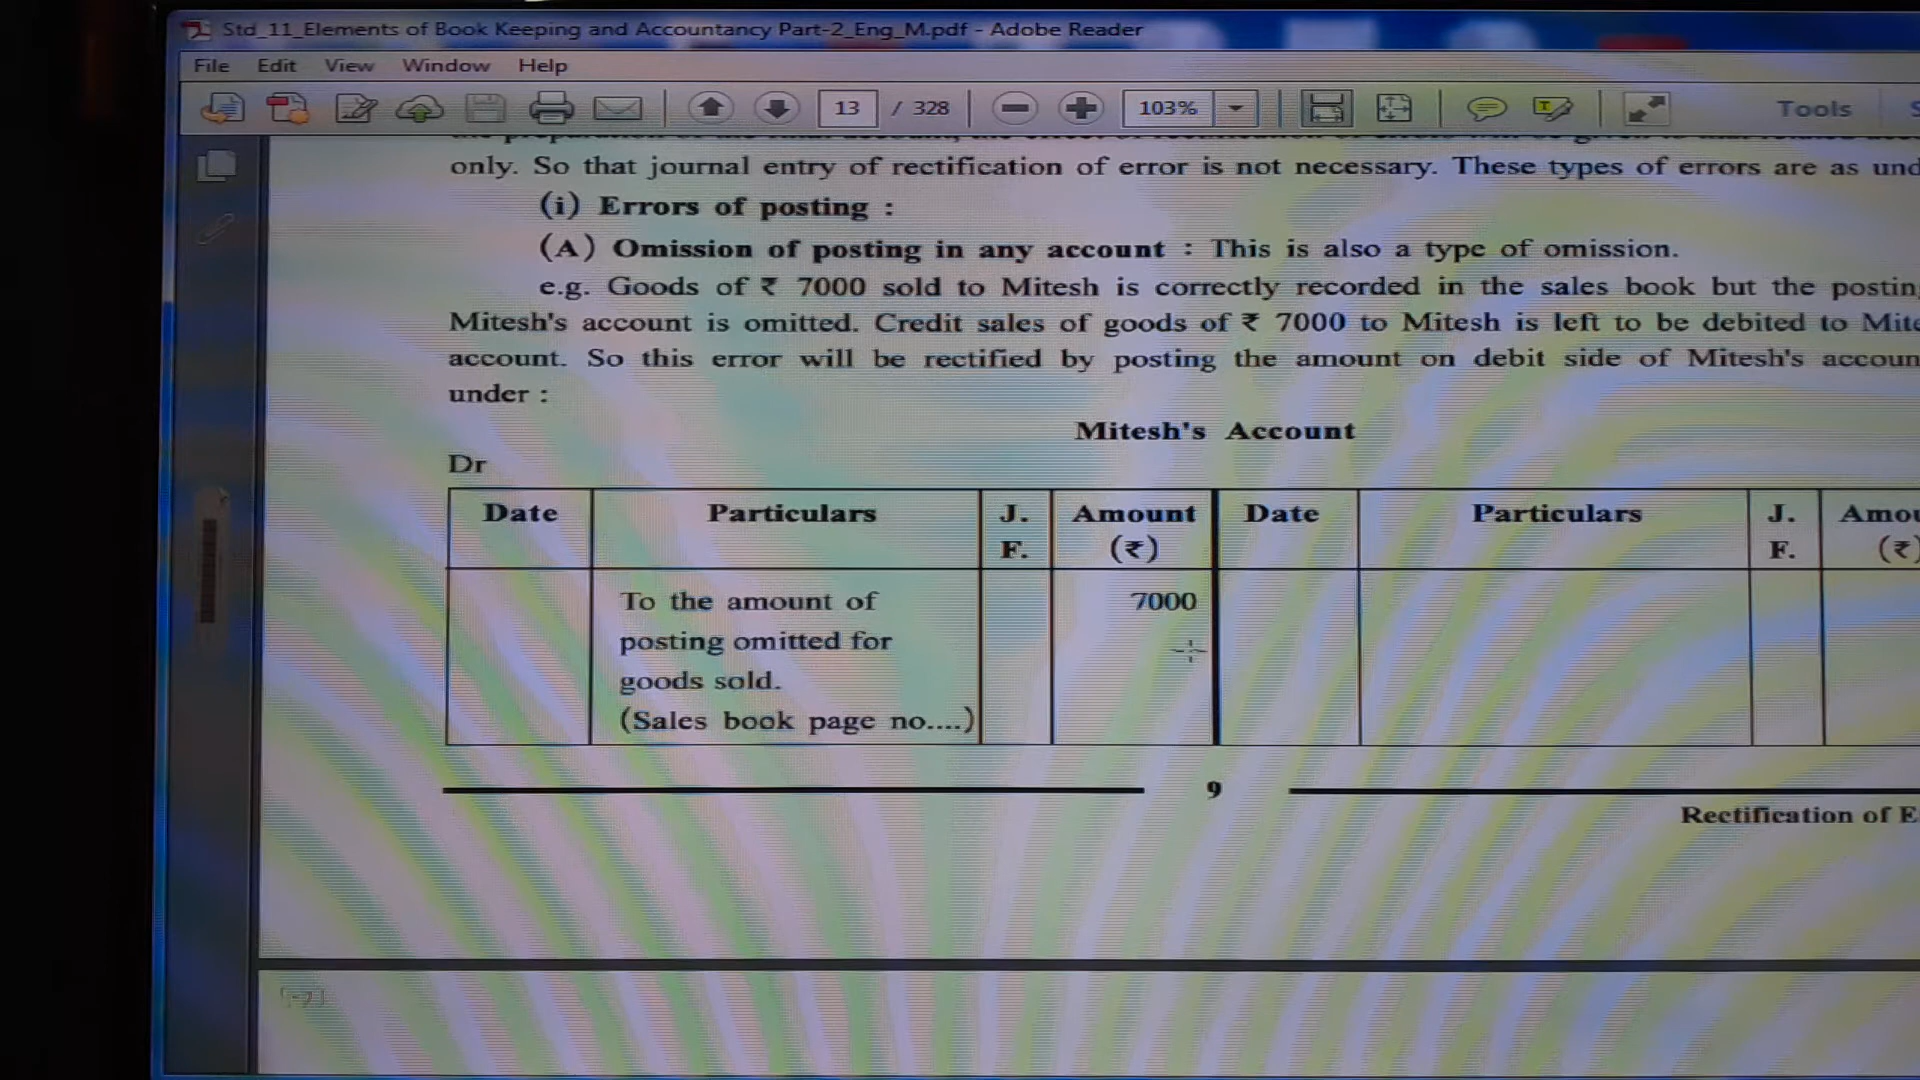 Std_11_Elements of Book Keeping and Accountancy Part-2_Eng_M.pdf - Adobe Reader
File Edit View Window Help
13 / 328 103% Tools
only. So that journal entry of rectification of error is not necessary. These types of errors are as und
(i) Errors of posting :
(A) Omission of posting in any account : This is also a type of omission.
e.g. Goods of ₹ 7000 sold to Mitesh is correctly recorded in the sales book but the posting
Mitesh's account is omitted. Credit sales of goods of ₹ 7000 to Mitesh is left to be debited to Mite
account. So this error will be rectified by posting the amount on debit side of Mitesh's accoun
under :
Mitesh's Account
Dr
Date Particulars J. F. Amount (₹) Date Particulars J. F. Amou (₹)
To the amount of 7000
posting omitted for
goods sold.
(Sales book page no....)
9
Rectification of E